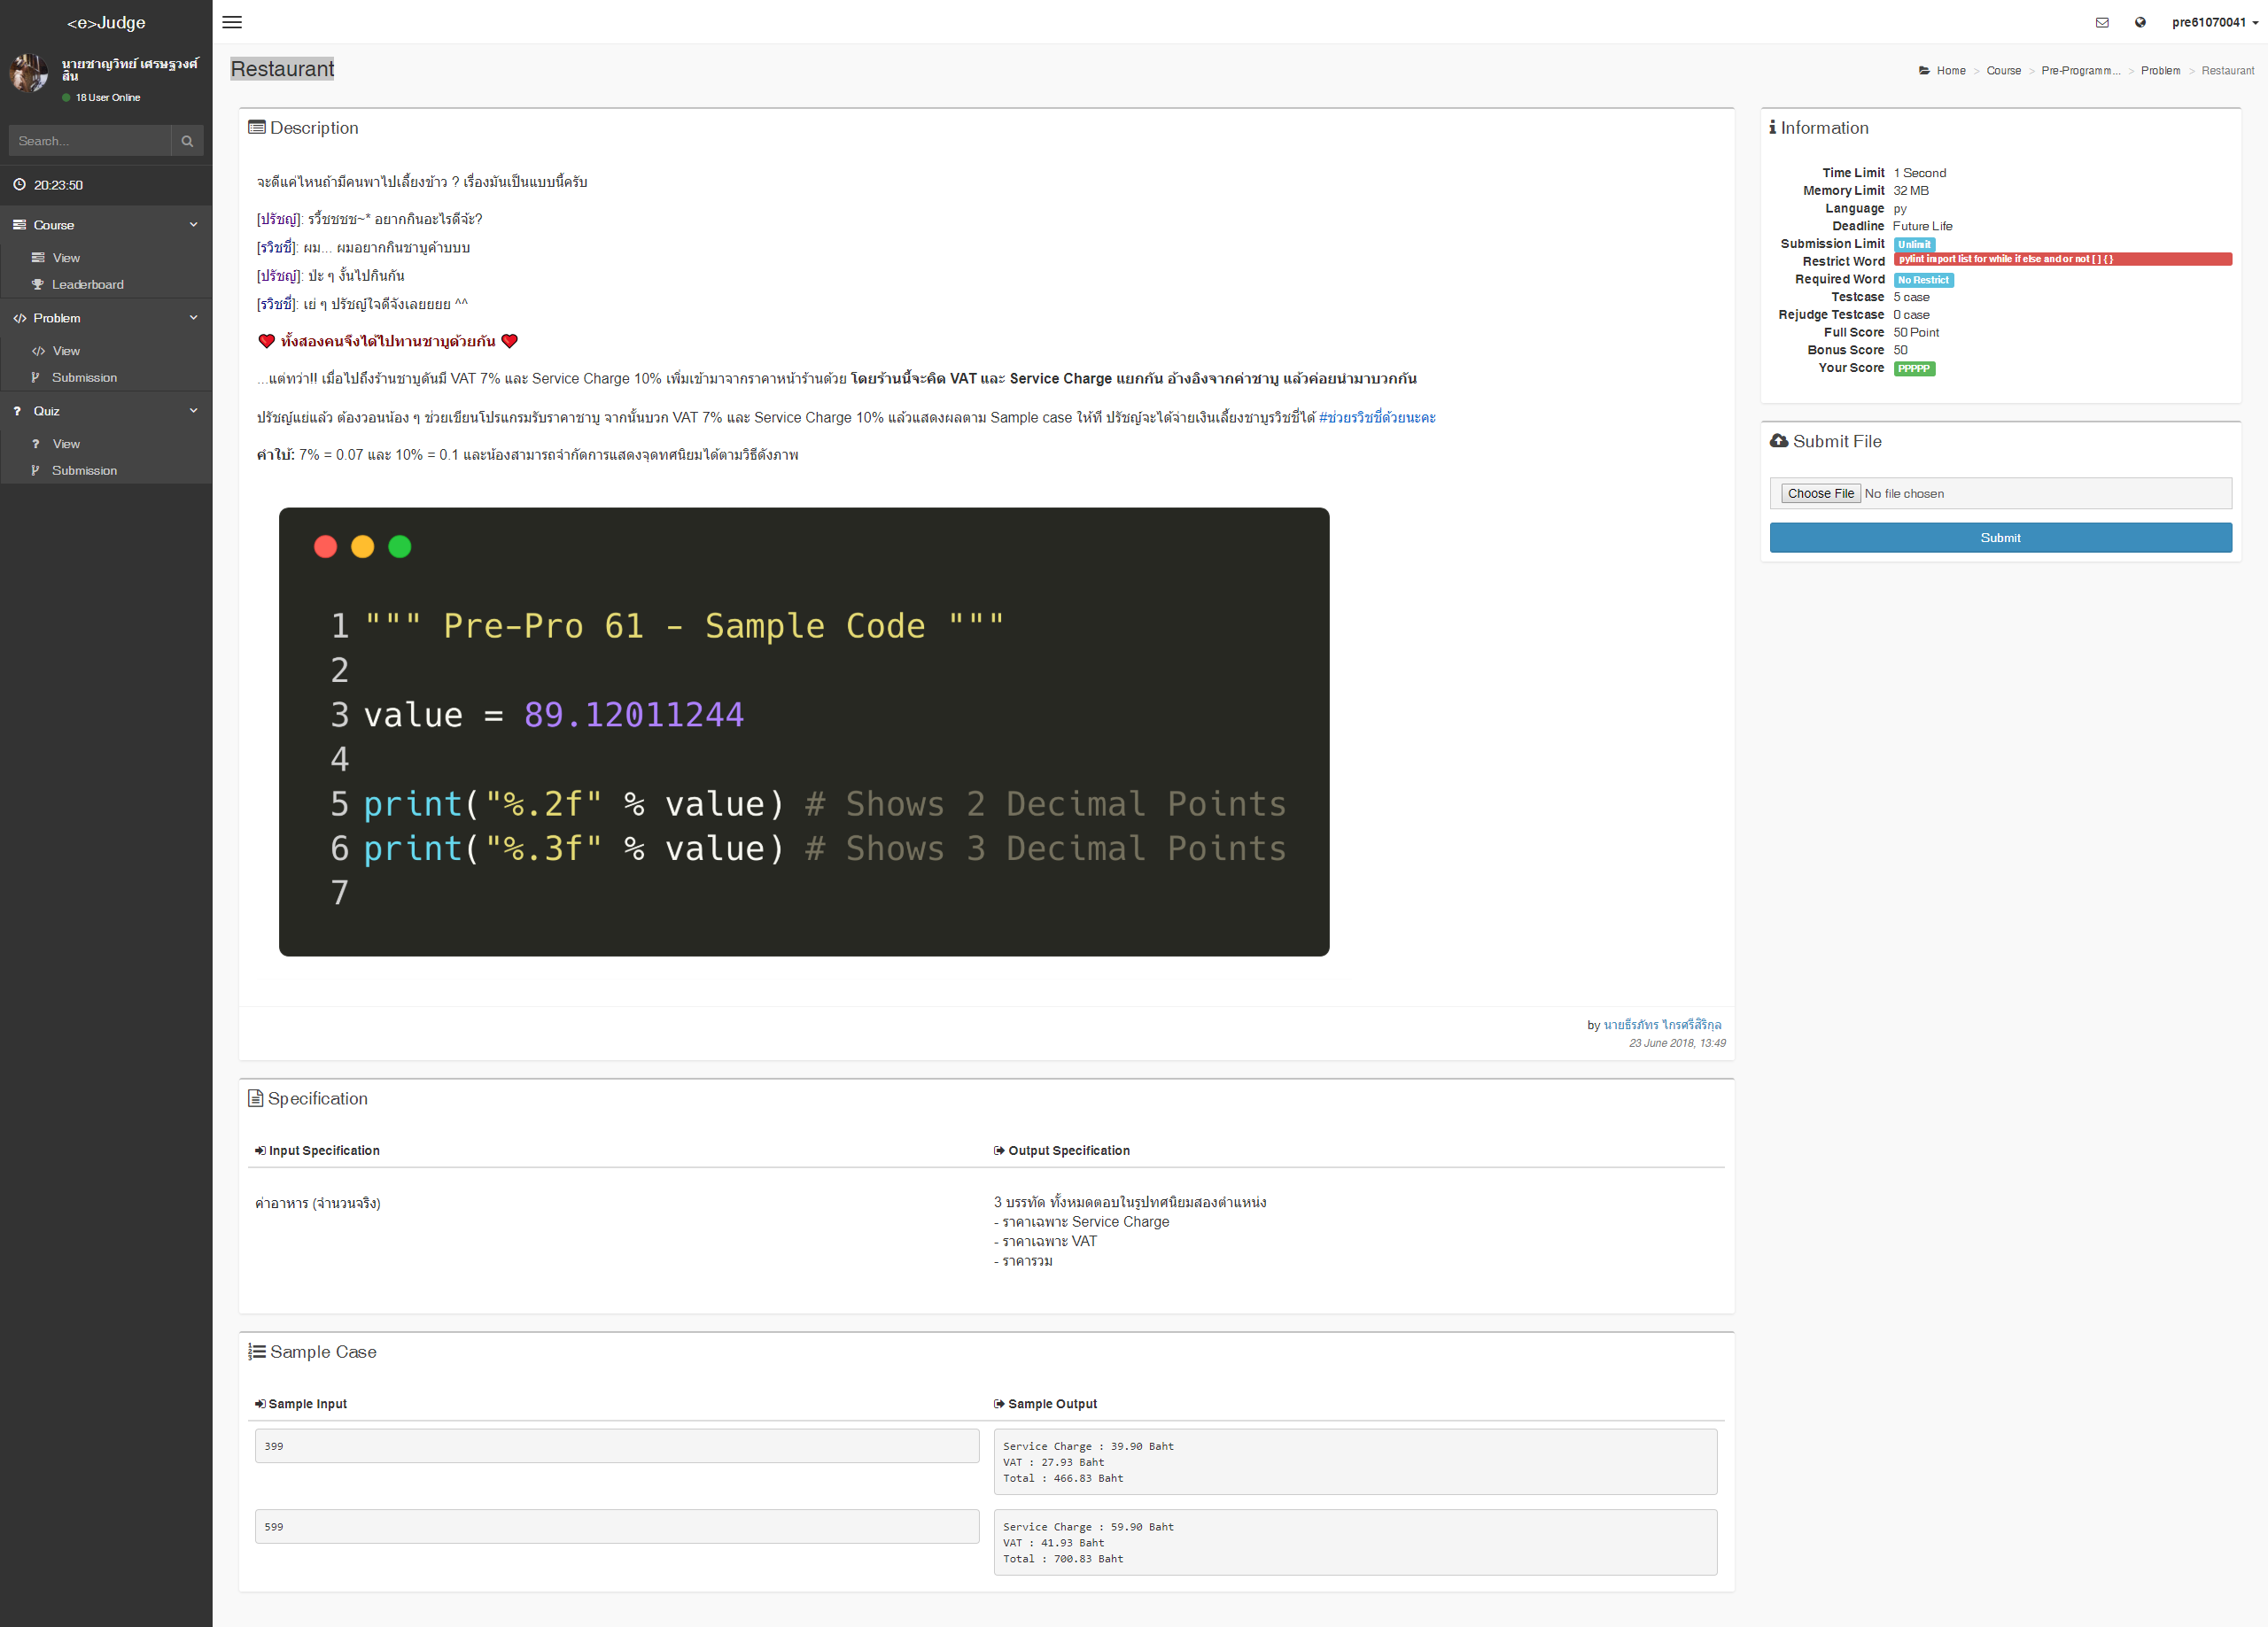 <e>Judge
pre61070041
นายชาญวิทย์ เศรษฐวงศ์
สิน
18 User Online
Search...
20:23:50
Course
View
Leaderboard
Problem
View
Submission
Quiz
View
Submission
Restaurant
Home > Course > Pre-Programm... > Problem > Restaurant
Description
จะดีแค่ไหนถ้ามีคนพาไปเลี้ยงข้าว ? เรื่องมันเป็นแบบนี้ครับ
[ปรัชญ์]: รวี้ชชชช~* อยากกินอะไรดีจ้ะ?
[รวิชชี่]: ผม... ผมอยากกินชาบูค้าบบบ
[ปรัชญ์]: ป่ะ ๆ งั้นไปกินกัน
[รวิชชี่]: เย่ ๆ ปรัชญ์ใจดีจังเลยยยย ^^
ทั้งสองคนจึงได้ไปทานชาบูด้วยกัน
...แต่ทว่า!! เมื่อไปถึงร้านชาบูดันมี VAT 7% และ Service Charge 10% เพิ่มเข้ามาจากราคาหน้าร้านด้วย โดยร้านนี้จะคิด VAT และ Service Charge แยกกัน อ้างอิงจากค่าชาบู แล้วค่อยนำมาบวกกัน
ปรัชญ์แย่แล้ว ต้องวอนน้อง ๆ ช่วยเขียนโปรแกรมรับราคาชาบู จากนั้นบวก VAT 7% และ Service Charge 10% แล้วแสดงผลตาม Sample case ให้ที ปรัชญ์จะได้จ่ายเงินเลี้ยงชาบูรวิชชี่ได้ #ช่วยรวิชชี่ด้วยนะคะ
คำใบ้: 7% = 0.07 และ 10% = 0.1 และน้องสามารถจำกัดการแสดงจุดทศนิยมได้ตามวิธีดังภาพ
1 """ Pre-Pro 61 - Sample Code """
2
3 value = 89.12011244
4
5 print("%.2f" % value) # Shows 2 Decimal Points
6 print("%.3f" % value) # Shows 3 Decimal Points
7
by นายธีรภัทร ไกรศรีสิริกุล
23 June 2018, 13:49
Specification
Input Specification
Output Specification
ค่าอาหาร (จำนวนจริง)
3 บรรทัด ทั้งหมดตอบในรูปทศนิยมสองตำแหน่ง
- ราคาเฉพาะ Service Charge
- ราคาเฉพาะ VAT
- ราคารวม
Sample Case
Sample Input
Sample Output
399
Service Charge : 39.90 Baht
VAT : 27.93 Baht
Total : 466.83 Baht
599
Service Charge : 59.90 Baht
VAT : 41.93 Baht
Total : 700.83 Baht
Information
Time Limit 1 Second
Memory Limit 32 MB
Language py
Deadline Future Life
Submission Limit Unlimit
Restrict Word pylint import list for while if else and or not [ ] { }
Required Word No Restrict
Testcase 5 case
Rejudge Testcase 0 case
Full Score 50 Point
Bonus Score 50
Your Score PPPPP
Submit File
Choose File No file chosen
Submit